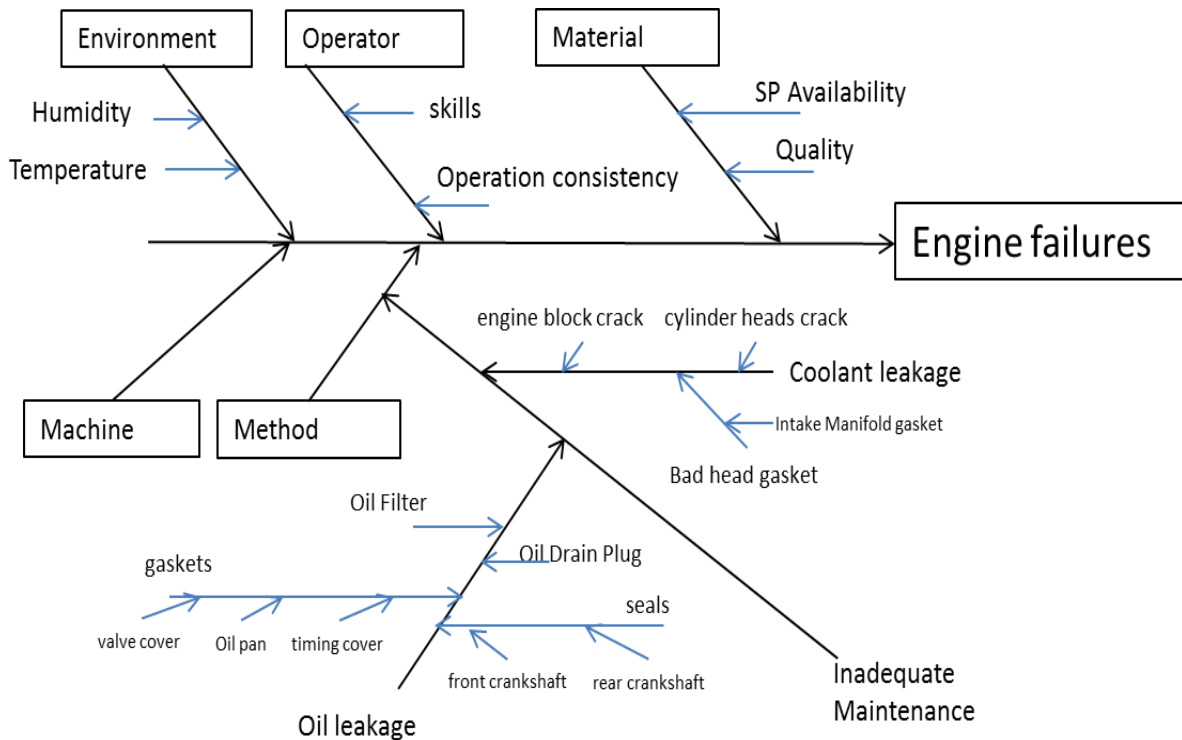 Environment
Operator
Material
Humidity
Temperature
skills
Operation consistency
SP Availability
Quality
Engine failures
engine block crack
cylinder heads crack
Coolant leakage
Intake Manifold gasket
Bad head gasket
Machine
Method
Oil Filter
Oil Drain Plug
gaskets
valve cover
Oil pan
timing cover
seals
front crankshaft
rear crankshaft
Oil leakage
Inadequate
Maintenance